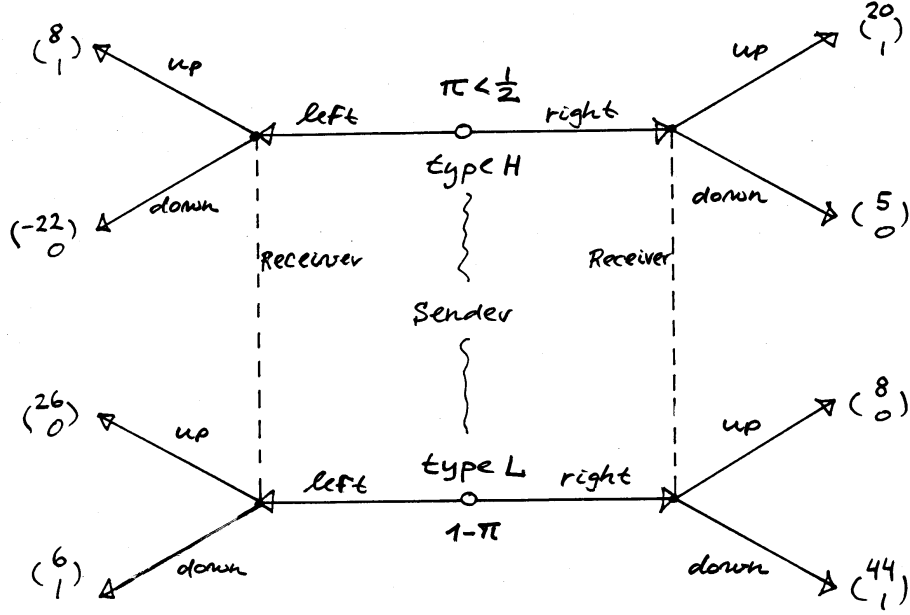 (8 1)
up
left
π < 1/2
right
up
(20 1)
type H
(-22 0)
down
down
(5 0)
Receiver
Receiver
Sender
(26 0)
up
left
type L
right
up
(8 0)
1-π
(6 1)
down
down
(44 1)